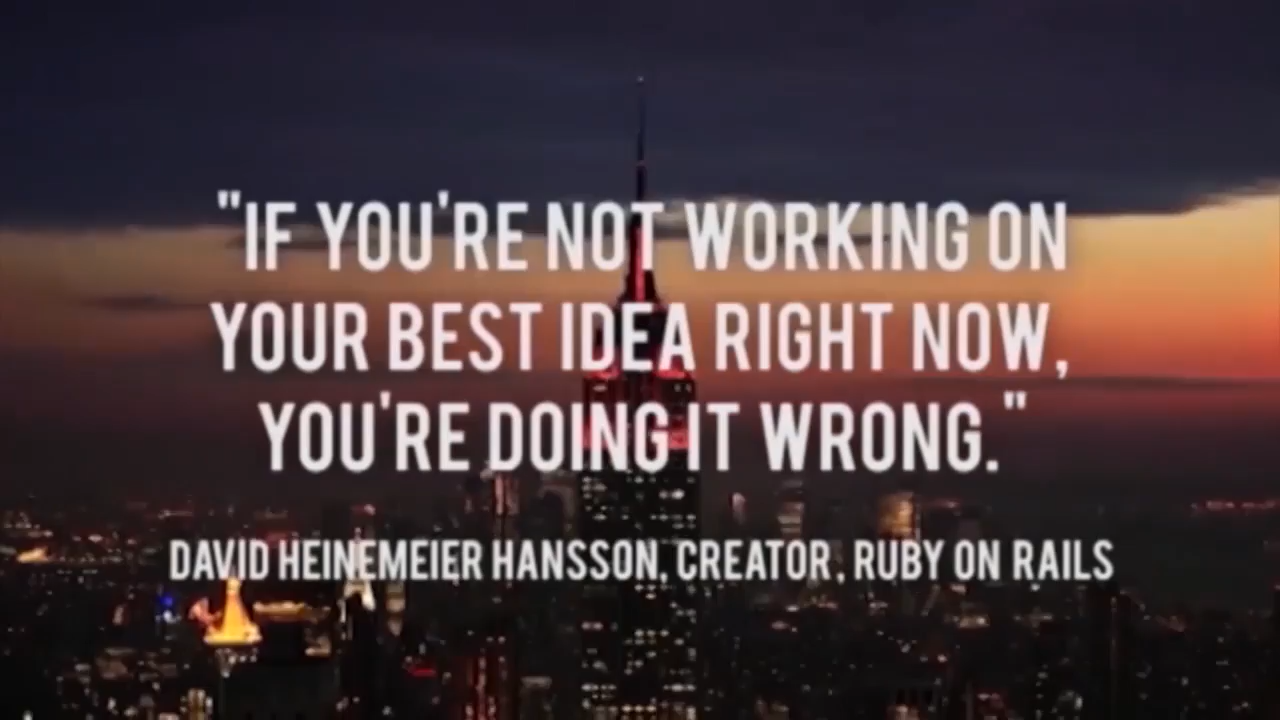 "IF YOU'RE NOT WORKING ON
YOUR BEST IDEA RIGHT NOW,
YOU'RE DOING IT WRONG."
DAVID HEINEMEIER HANSSON, CREATOR, RUBY ON RAILS